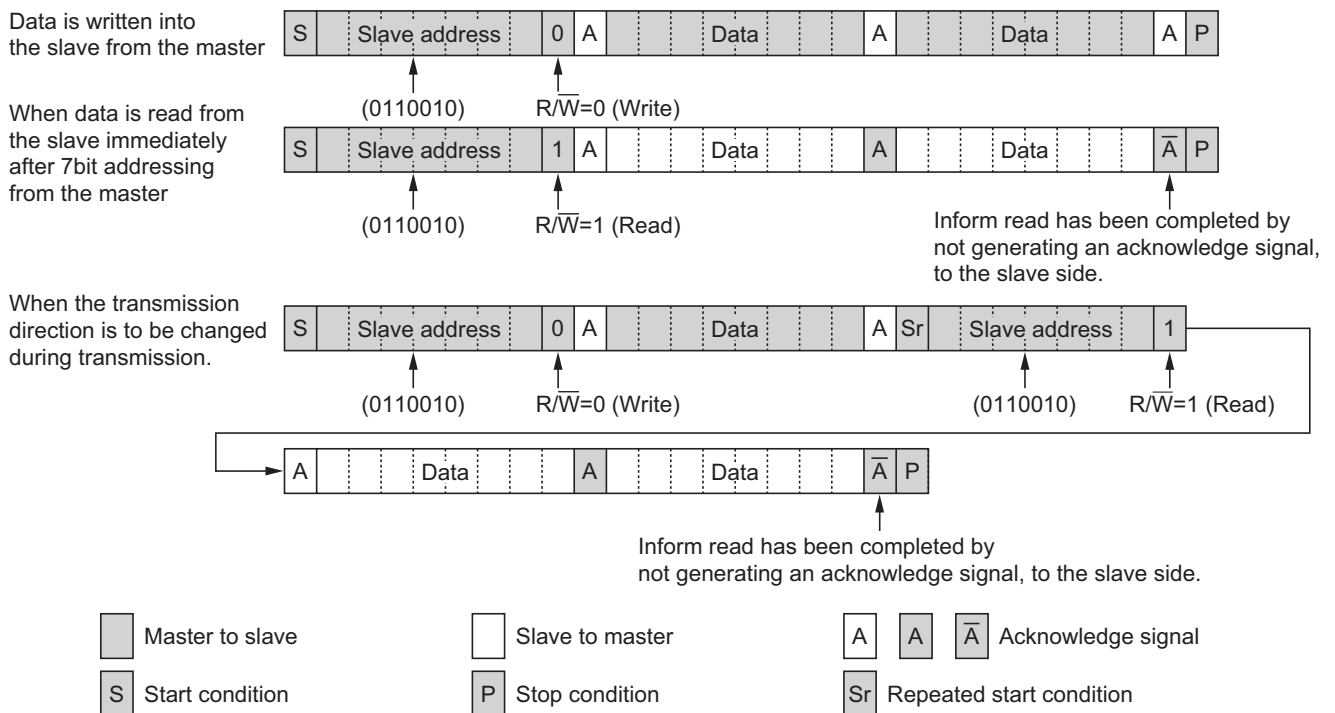 Data is written into
the slave from the master
S Slave address 0 A Data A Data A P
(0110010) R/W̅=0 (Write)
When data is read from
the slave immediately
after 7bit addressing
from the master
S Slave address 1 A Data A Data A̅ P
(0110010) R/W̅=1 (Read)
Inform read has been completed by
not generating an acknowledge signal,
to the slave side.
When the transmission
direction is to be changed
during transmission.
S Slave address 0 A Data A Sr Slave address 1
(0110010) R/W̅=0 (Write) (0110010) R/W̅=1 (Read)
A Data A Data A̅ P
Inform read has been completed by
not generating an acknowledge signal, to the slave side.
Master to slave Slave to master A A A̅ Acknowledge signal
S Start condition P Stop condition Sr Repeated start condition